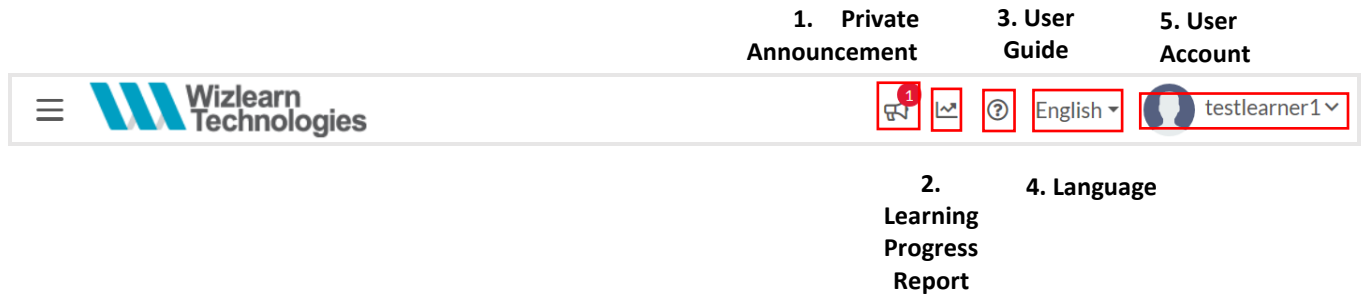 1. Private
Announcement
3. User
Guide
5. User
Account
Wizlearn
Technologies
1
English
testlearner1
2.
Learning
Progress
Report
4. Language